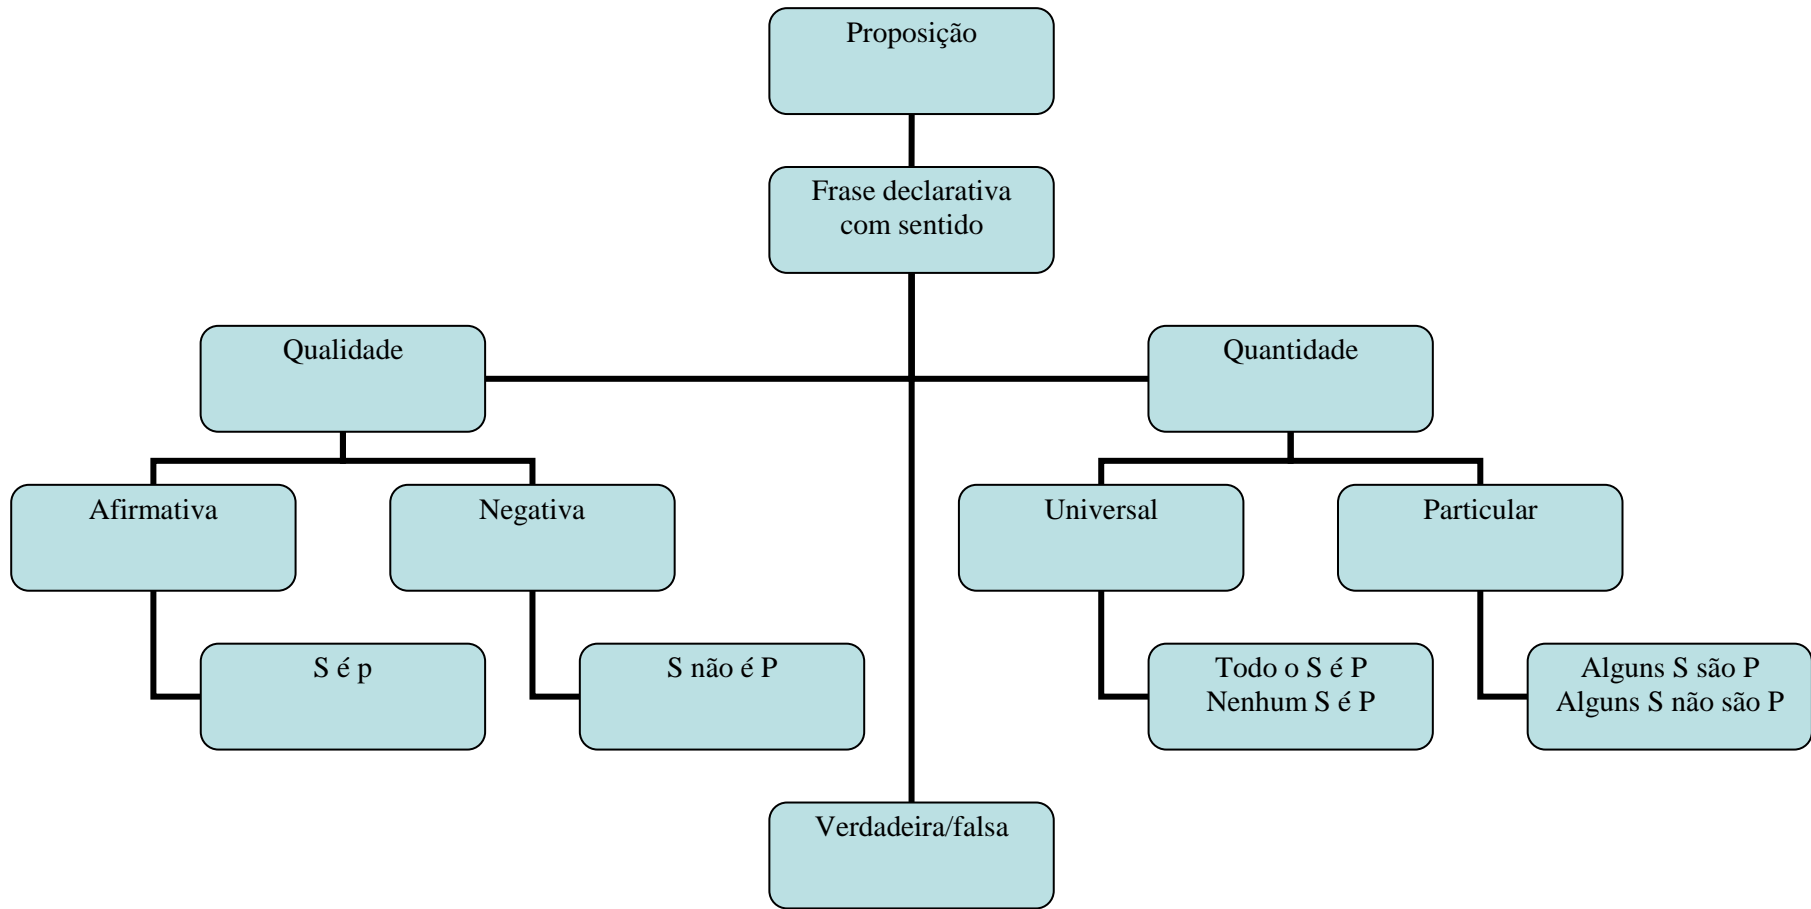 Proposição
Frase declarativa
com sentido
Qualidade
Quantidade
Afirmativa
Negativa
Universal
Particular
S é p
S não é P
Todo o S é P
Nenhum S é P
Alguns S são P
Alguns S não são P
Verdadeira/falsa